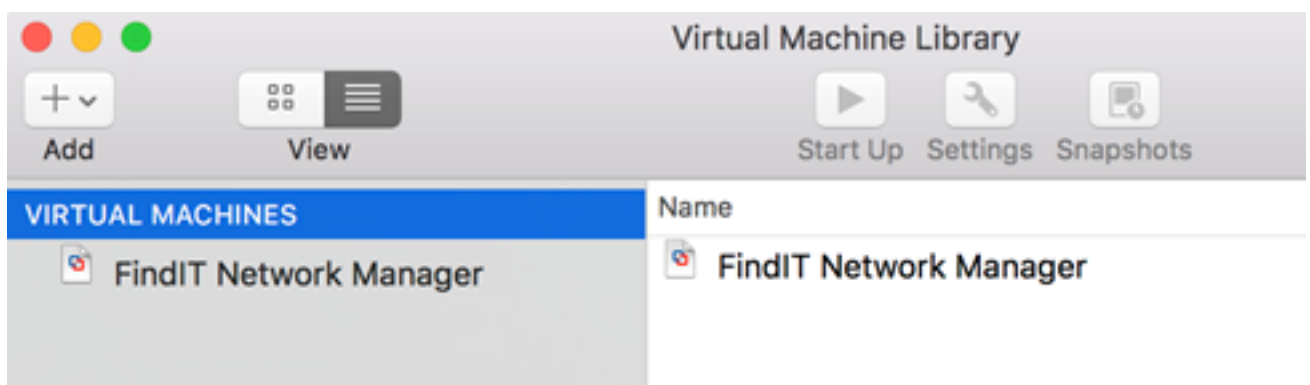 Virtual Machine Library
Add View Start Up Settings Snapshots
VIRTUAL MACHINES
FindIT Network Manager
Name
FindIT Network Manager